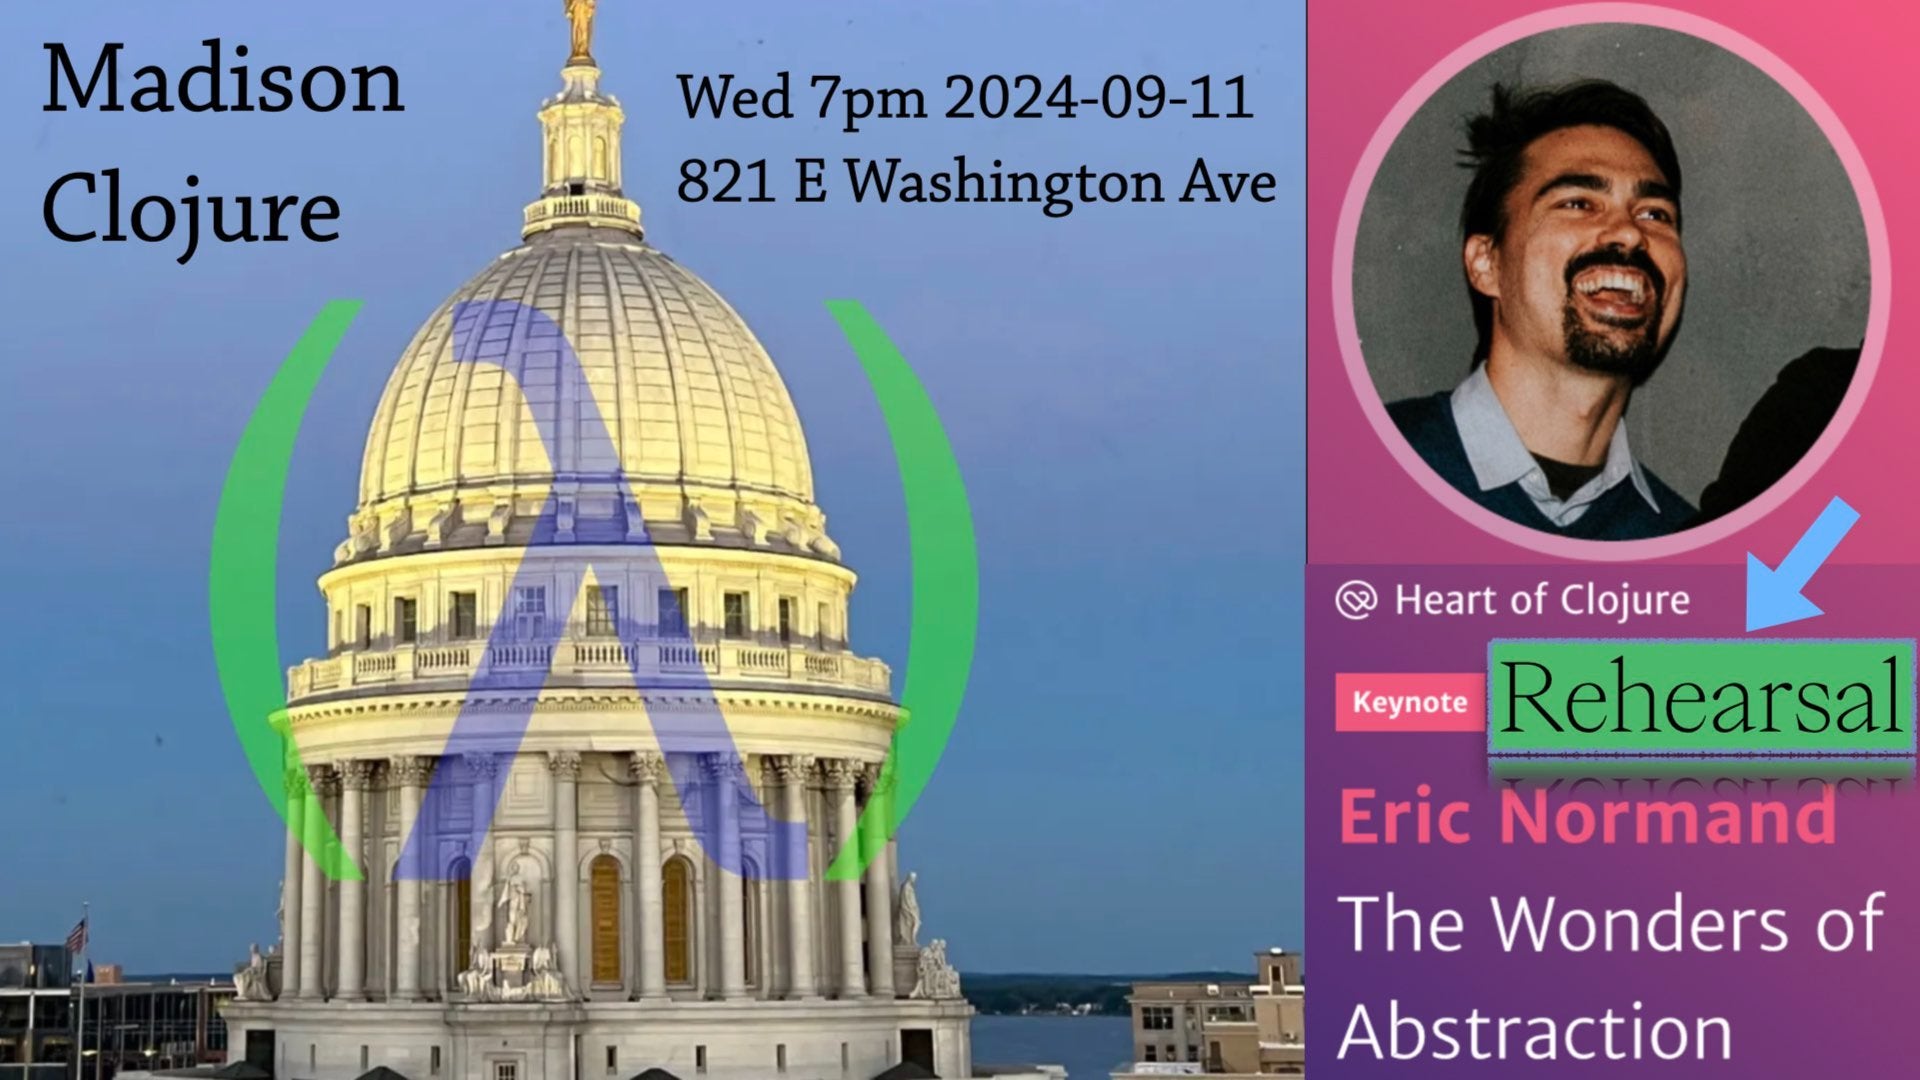 Madison
Clojure
Wed 7pm 2024-09-11
821 E Washington Ave
(λ)
Heart of Clojure
Keynote Rehearsal
Eric Normand
The Wonders of
Abstraction